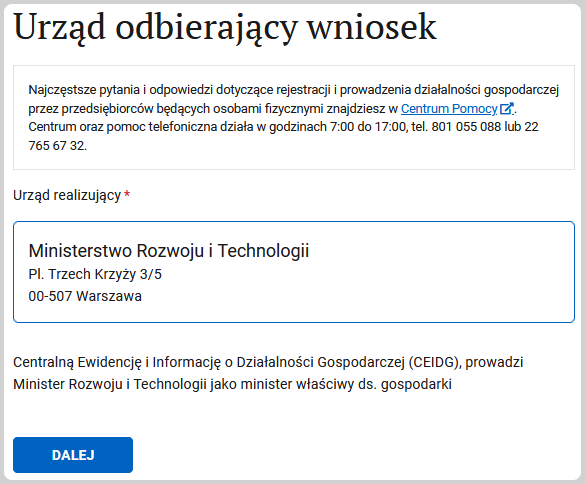 Urząd odbierający wniosek
Najczęstsze pytania i odpowiedzi dotyczące rejestracji i prowadzenia działalności gospodarczej
przez przedsiębiorców będących osobami fizycznymi znajdziesz w Centrum Pomocy.
Centrum oraz pomoc telefoniczna działa w godzinach 7:00 do 17:00, tel. 801 055 088 lub 22
765 67 32.
Urząd realizujący *
Ministerstwo Rozwoju i Technologii
Pl. Trzech Krzyży 3/5
00-507 Warszawa
Centralną Ewidencję i Informację o Działalności Gospodarczej (CEIDG), prowadzi
Minister Rozwoju i Technologii jako minister właściwy ds. gospodarki
DALEJ